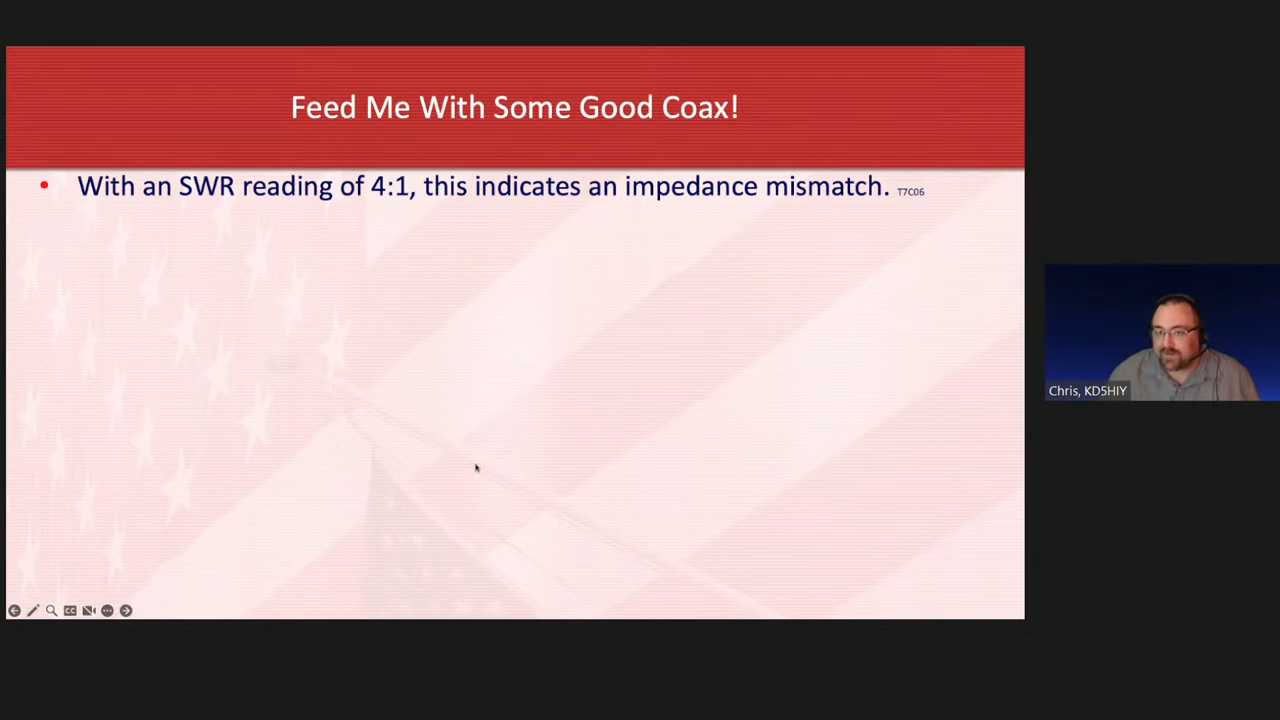 Feed Me With Some Good Coax!
• With an SWR reading of 4:1, this indicates an impedance mismatch. T7C06
Chris, KD5HIY
CC